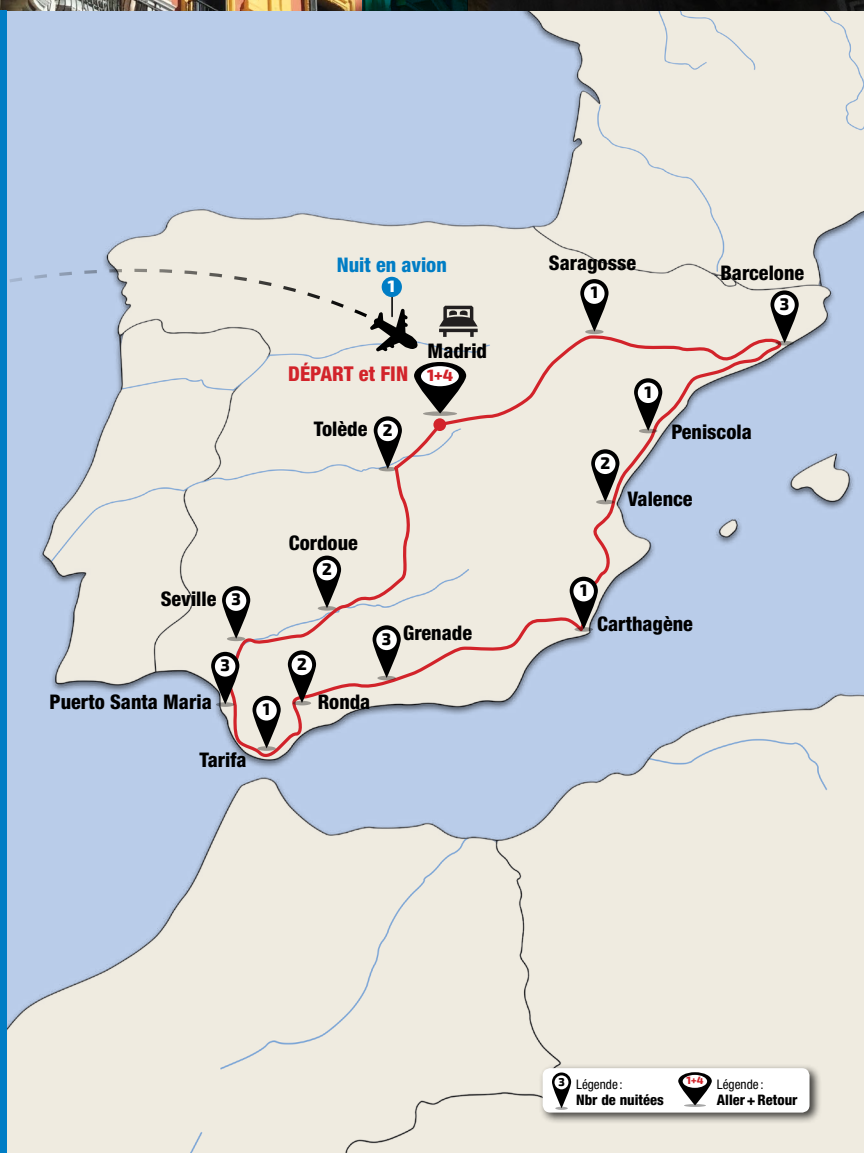 Nuit en avion
1
Saragosse
1
Barcelone
3
Madrid
DÉPART et FIN
1+4
Tolède
2
1
Peniscola
2
Valence
Cordoue
2
Seville
3
1
Carthagène
3
Grenade
3
Puerto Santa Maria
2
Ronda
1
Tarifa
3
Légende :
Nbr de nuitées
1+4
Légende :
Aller + Retour